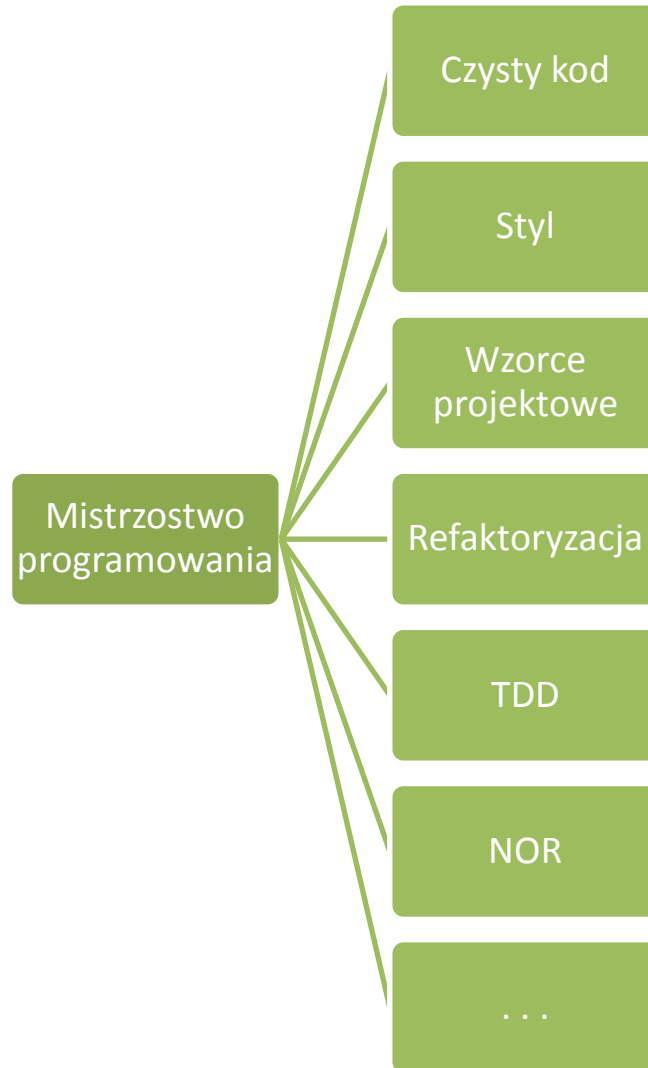 Czysty kod
Styl
Wzorce
projektowe
Mistrzostwo
programowania
Refaktoryzacja
TDD
NOR
. . .